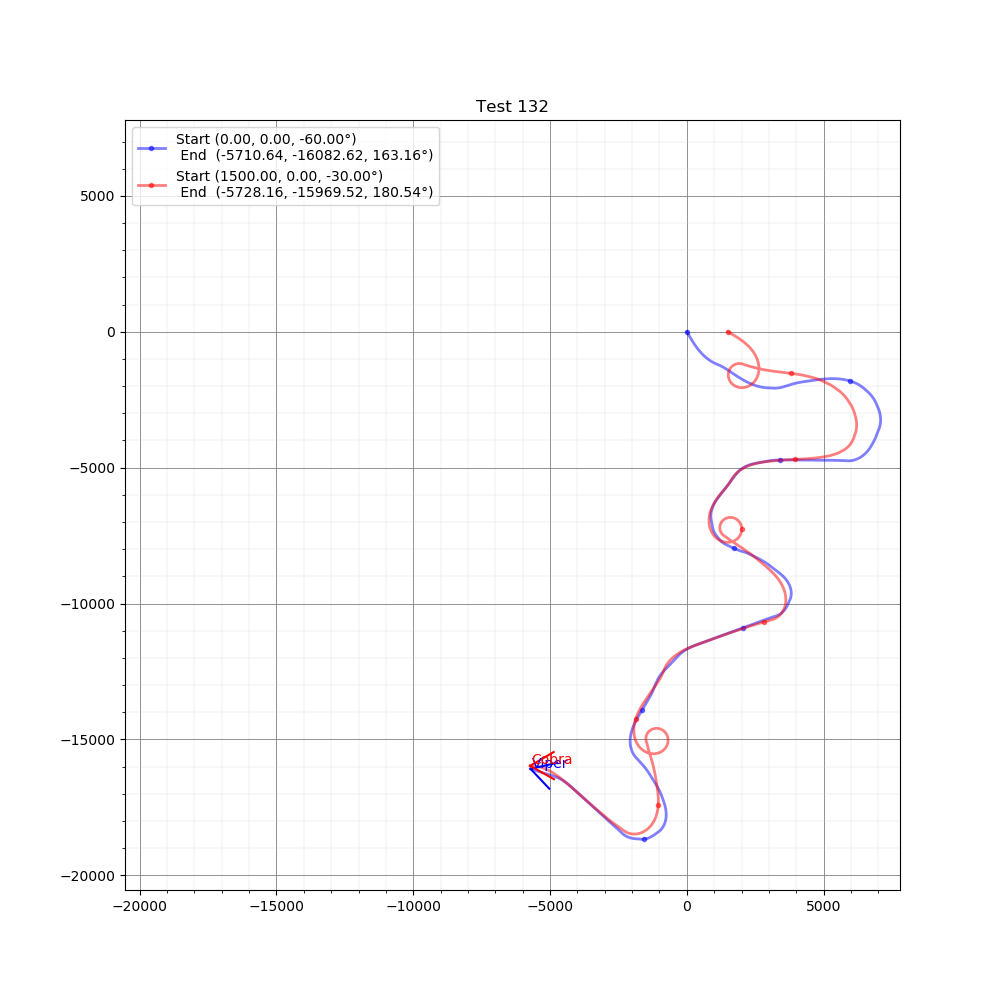 Test 132
Start (0.00, 0.00, -60.00°)
End (-5710.64, -16082.62, 163.16°)
Start (1500.00, 0.00, -30.00°)
End (-5728.16, -15969.52, 180.54°)
5000
0
−5000
−10000
−15000
−20000
Cobra
Viper
−20000 −15000 −10000 −5000 0 5000